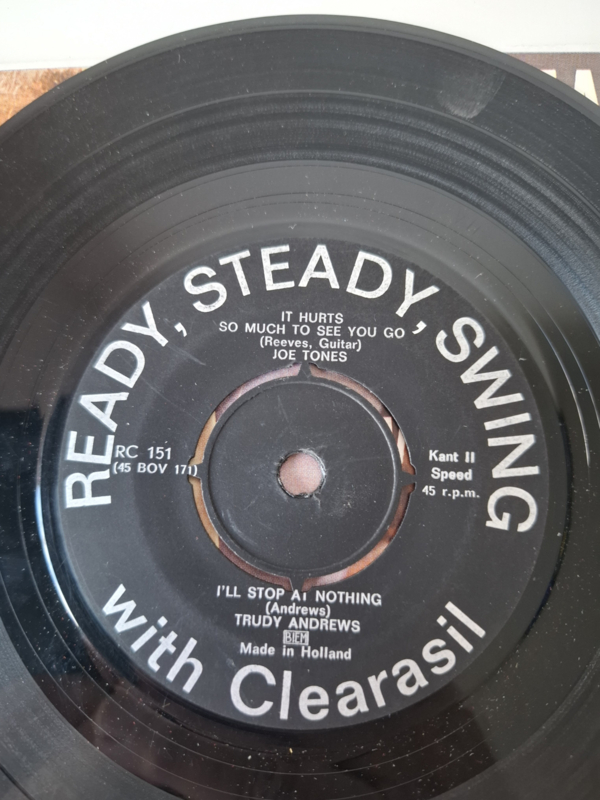 READY, STEADY, SWING
IT HURTS
SO MUCH TO SEE YOU GO
(Reeves, Guitar)
JOE TONES
RC 151
(45 BOV 171)
Kant II
Speed
45 r.p.m.
I'LL STOP AT NOTHING
(Andrews)
TRUDY ANDREWS
BIEM
Made in Holland
with Clearasil